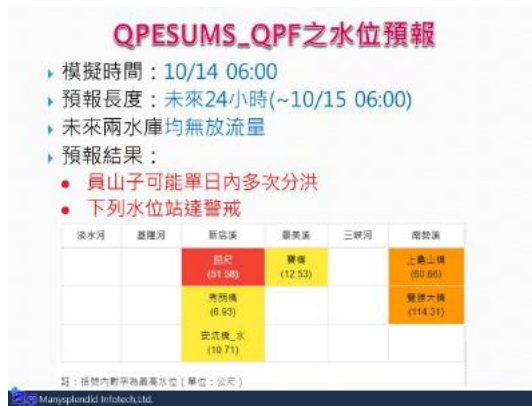 QPESUMS_QPF之水位預報
模擬時間：10/14 06:00
預報長度：未來24小時(~10/15 06:00)
未來兩水庫均無放流量
預報結果：
員山子可能單日內多次分洪
下列水位站達警戒
淡水河 基隆河 新店溪 景美溪 三峽河 南勢溪
屈尺 寶橋 上龜山橋
(51.58) (12.53) (60.66)
秀朗橋 覽勝大橋
(6.93) (114.31)
安坑橋_水
(10.71)
註：括號內數字為最高水位(單位：公尺)
Manysplendid Infotech,Ltd.